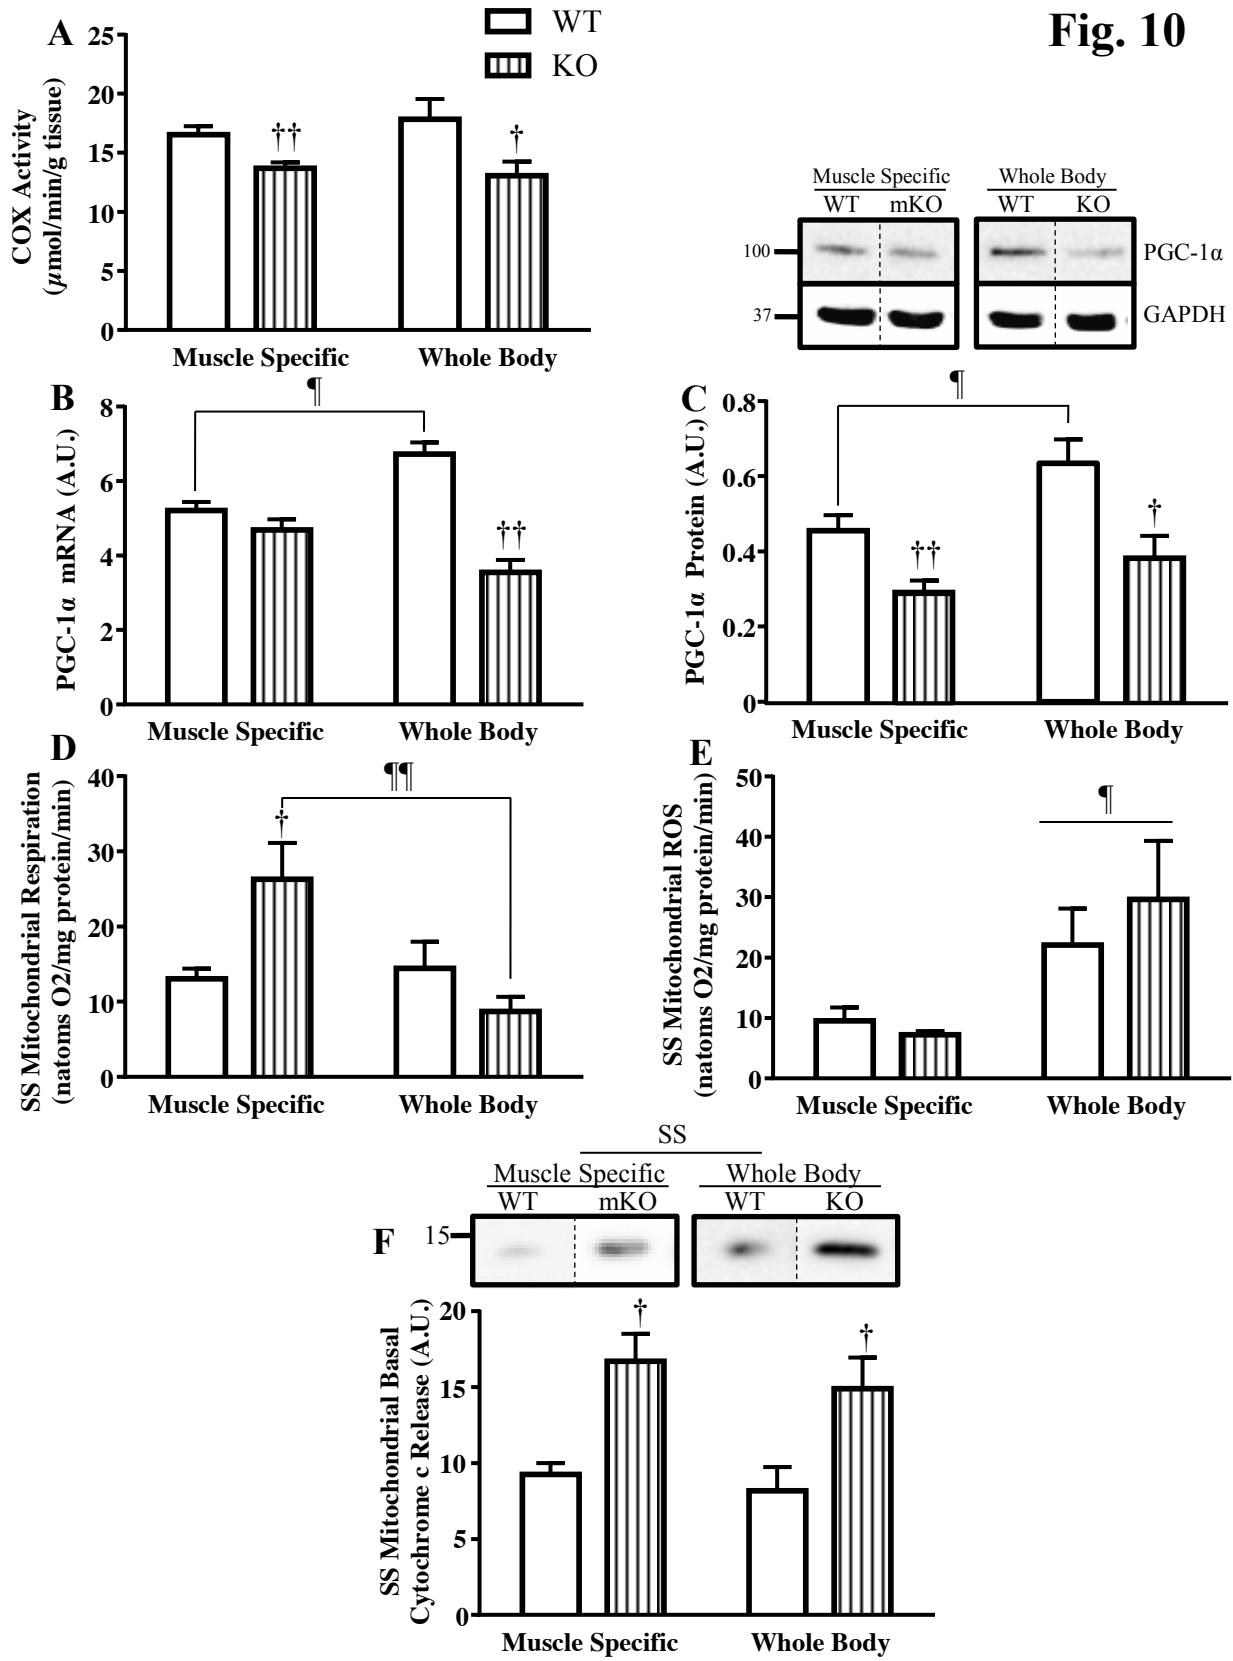 Fig. 10
WT
KO
A
COX Activity
(µmol/min/g tissue)
25
20
15
10
5
0
††
†
Muscle Specific
Whole Body
Muscle Specific
Whole Body
WT
mKO
WT
KO
100
PGC-1α
37
GAPDH
B
PGC-1α mRNA (A.U.)
8
6
4
2
0
¶
††
Muscle Specific
Whole Body
C
PGC-1α Protein (A.U.)
0.8
0.6
0.4
0.2
0
¶
††
†
Muscle Specific
Whole Body
D
SS Mitochondrial Respiration
(natoms O2/mg protein/min)
40
30
20
10
0
†
¶¶
Muscle Specific
Whole Body
E
SS Mitochondrial ROS
(natoms O2/mg protein/min)
50
40
30
20
10
0
¶
Muscle Specific
Whole Body
SS
Muscle Specific
Whole Body
WT
mKO
WT
KO
F
15
SS Mitochondrial Basal
Cytochrome c Release (A.U.)
20
15
10
5
0
†
†
Muscle Specific
Whole Body